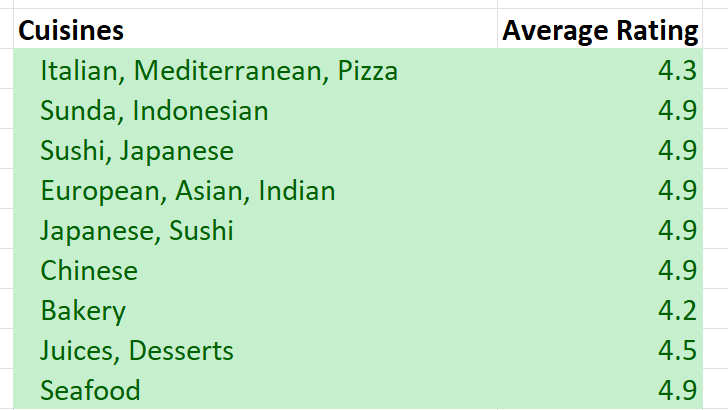 Cuisines Average Rating
Italian, Mediterranean, Pizza 4.3
Sunda, Indonesian 4.9
Sushi, Japanese 4.9
European, Asian, Indian 4.9
Japanese, Sushi 4.9
Chinese 4.9
Bakery 4.2
Juices, Desserts 4.5
Seafood 4.9